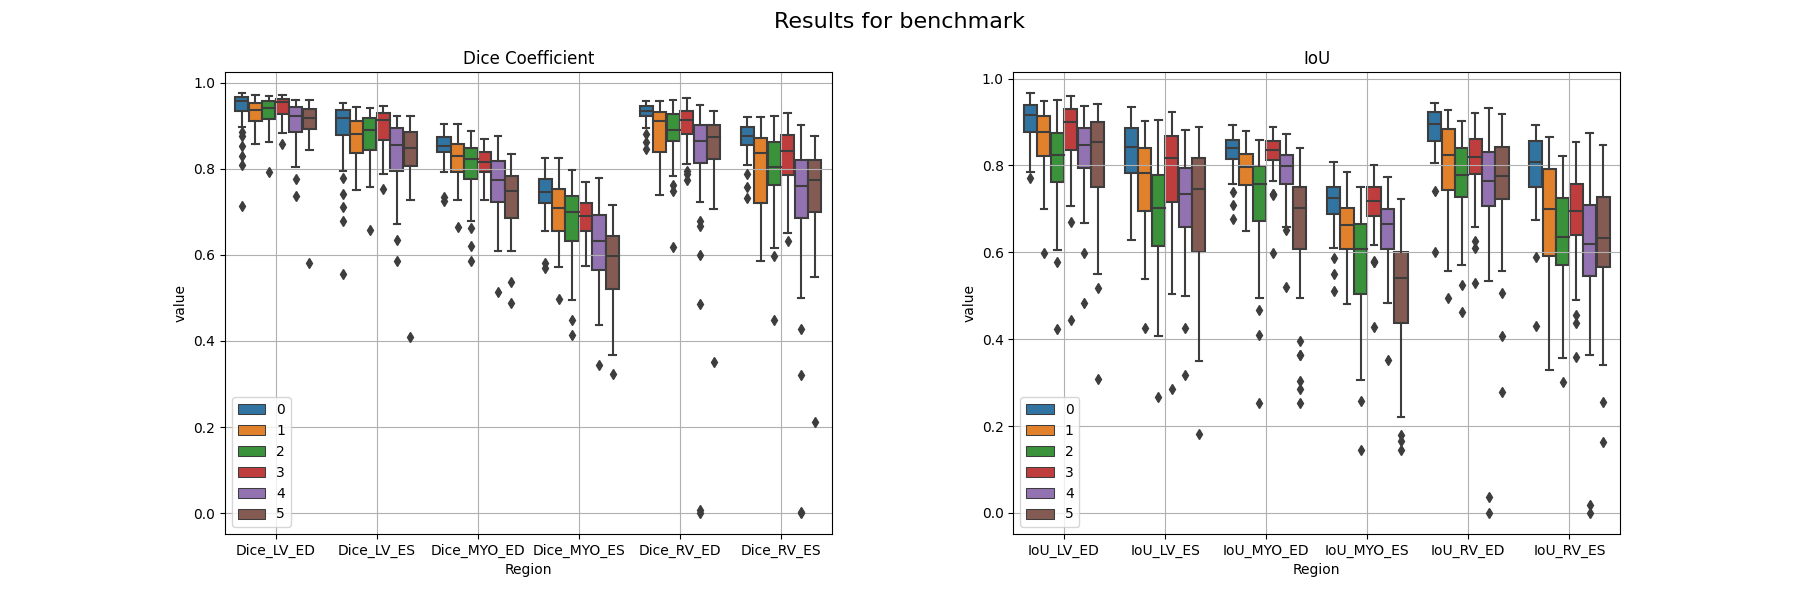 Results for benchmark
Dice Coefficient
1.0
0.8
0.6
0.4
0.2
0.0
value
0
1
2
3
4
5
Dice_LV_ED Dice_LV_ES Dice_MYO_ED Dice_MYO_ES Dice_RV_ED Dice_RV_ES
Region
IoU
1.0
0.8
0.6
0.4
0.2
0.0
value
0
1
2
3
4
5
IoU_LV_ED IoU_LV_ES IoU_MYO_ED IoU_MYO_ES IoU_RV_ED IoU_RV_ES
Region